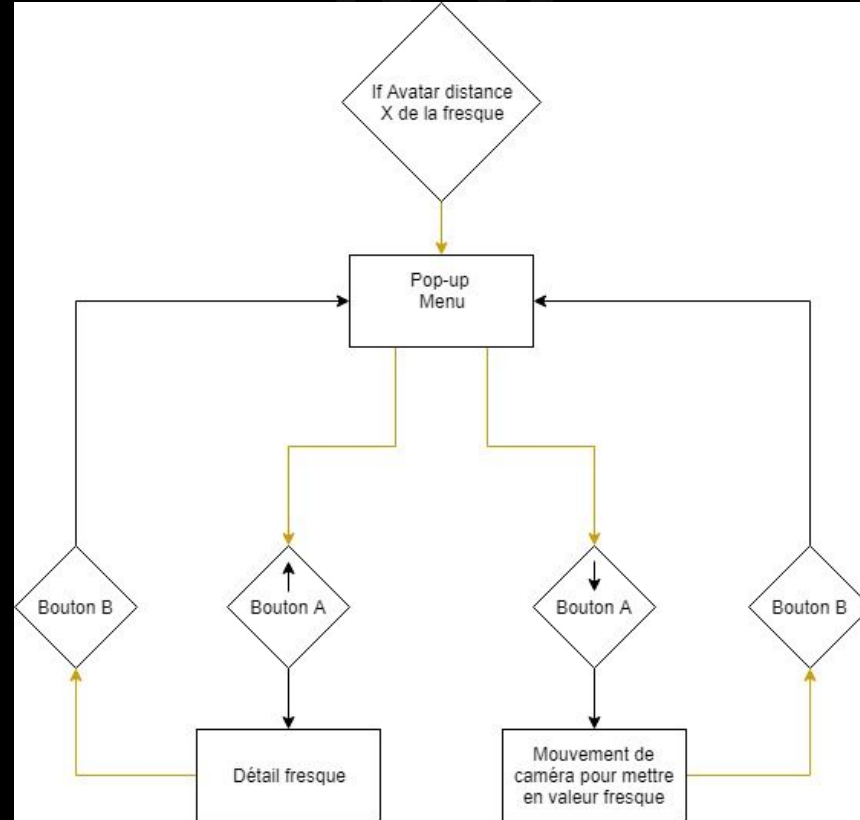 If Avatar distance
X de la fresque
Pop-up
Menu
Bouton B
Bouton A
Bouton A
Bouton B
Détail fresque
Mouvement de
caméra pour mettre
en valeur fresque